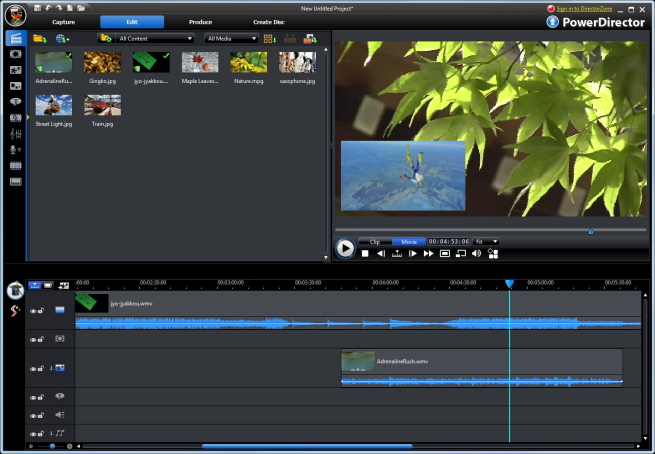 New Untitled Project*
Sign in to DirectorZone
Capture
Edit
Produce
Create Disc
PowerDirector
All Content
All Media
AdrenalineRu...
Gingko.jpg
jyo-jyakkou....
Maple Leaves...
Nature.mpg
saxophone.jpg
Street Light.jpg
Train.jpg
Clip
Movie
00:04:53:06
Fit
00:02:30:00
00:03:00:00
00:03:30:00
00:04:00:00
00:04:30:00
00:05:00:00
00:05:30:00
jyo-jyakkou.wmv
1.
AdrenalineRush.wmv
2.